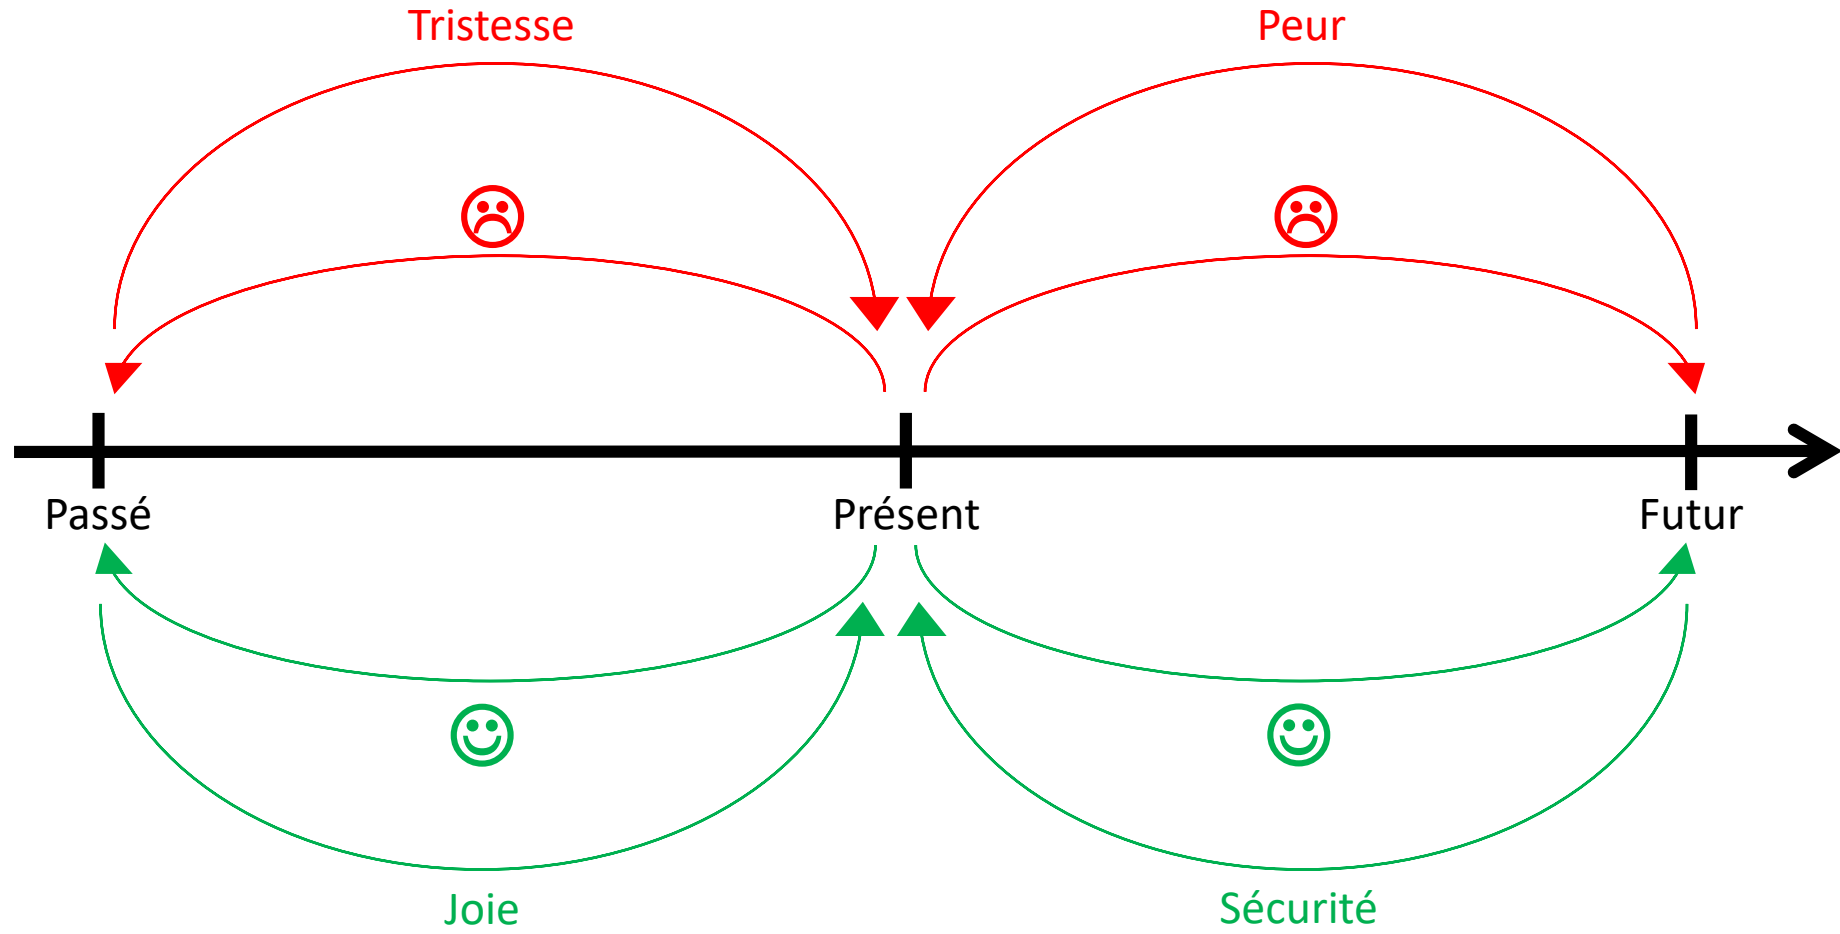 Tristesse
Peur
Passé
Présent
Futur
Joie
Sécurité